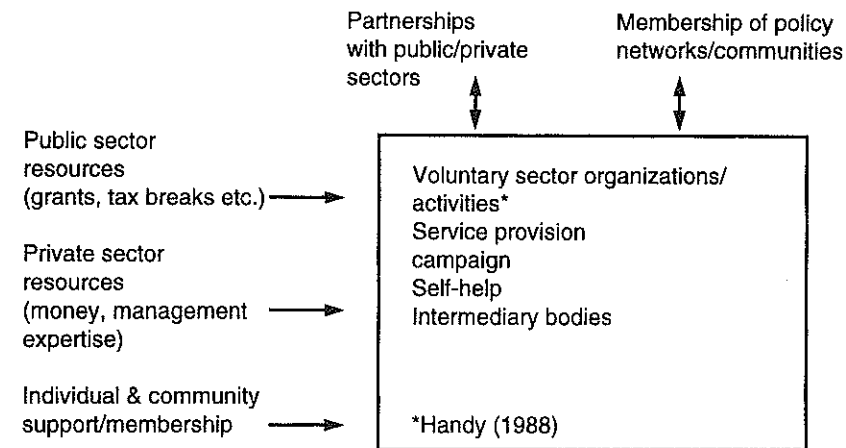 Partnerships
with public/private
sectors
Membership of policy
networks/communities
Public sector
resources
(grants, tax breaks etc.)
Private sector
resources
(money, management
expertise)
Individual & community
support/membership
Voluntary sector organizations/
activities*
Service provision
campaign
Self-help
Intermediary bodies
*Handy (1988)